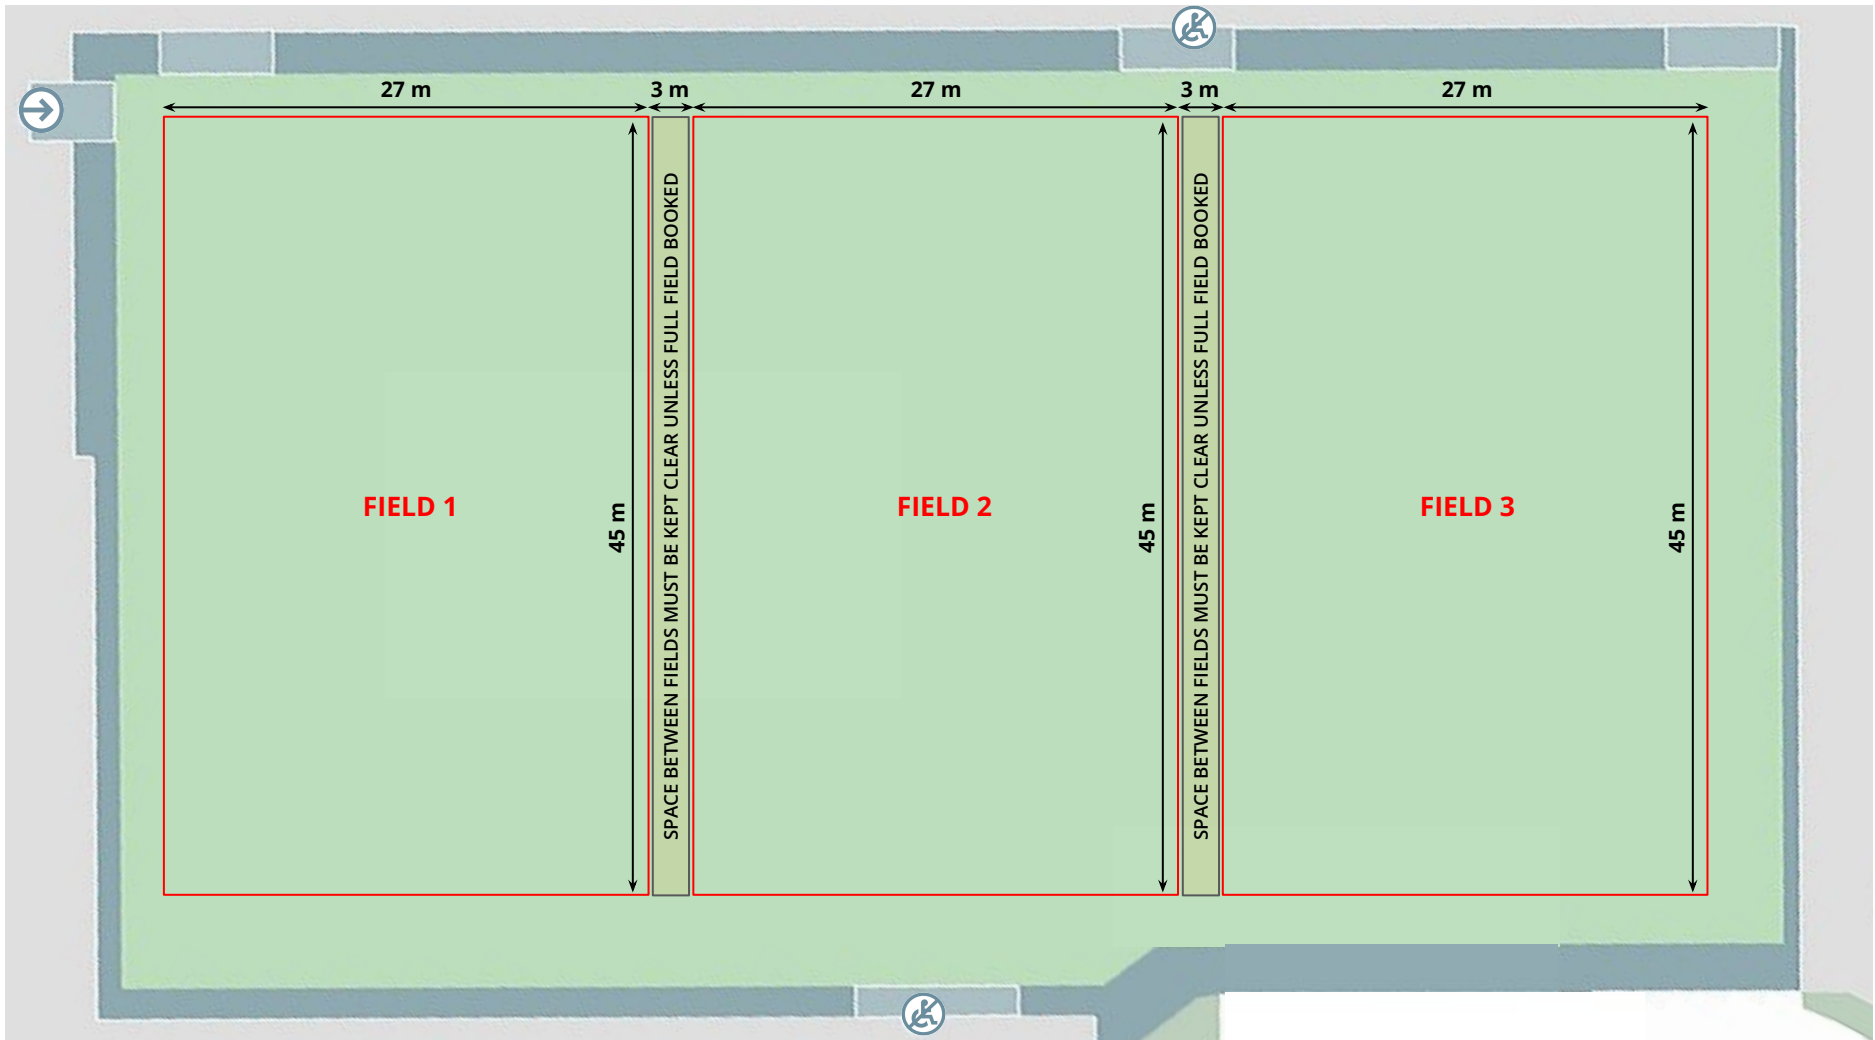 27 m
3 m
27 m
3 m
27 m
FIELD 1
45 m
SPACE BETWEEN FIELDS MUST BE KEPT CLEAR UNLESS FULL FIELD BOOKED
FIELD 2
45 m
SPACE BETWEEN FIELDS MUST BE KEPT CLEAR UNLESS FULL FIELD BOOKED
FIELD 3
45 m